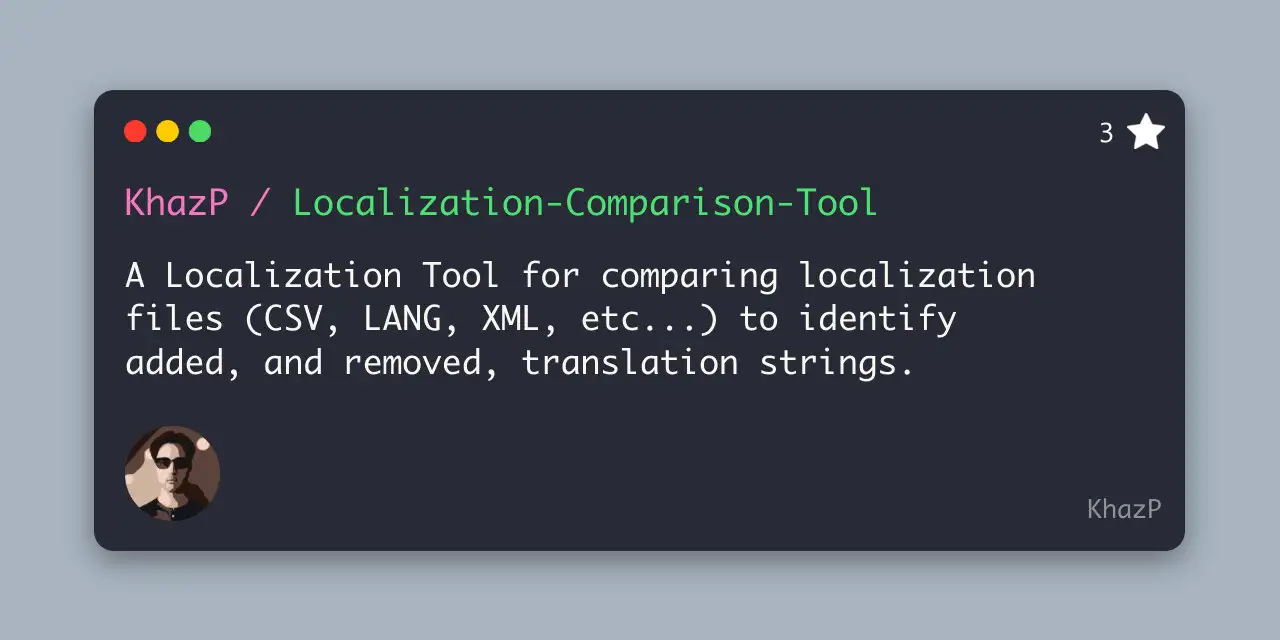 3
KhazP / Localization-Comparison-Tool
A Localization Tool for comparing localization
files (CSV, LANG, XML, etc...) to identify
added, and removed, translation strings.
KhazP